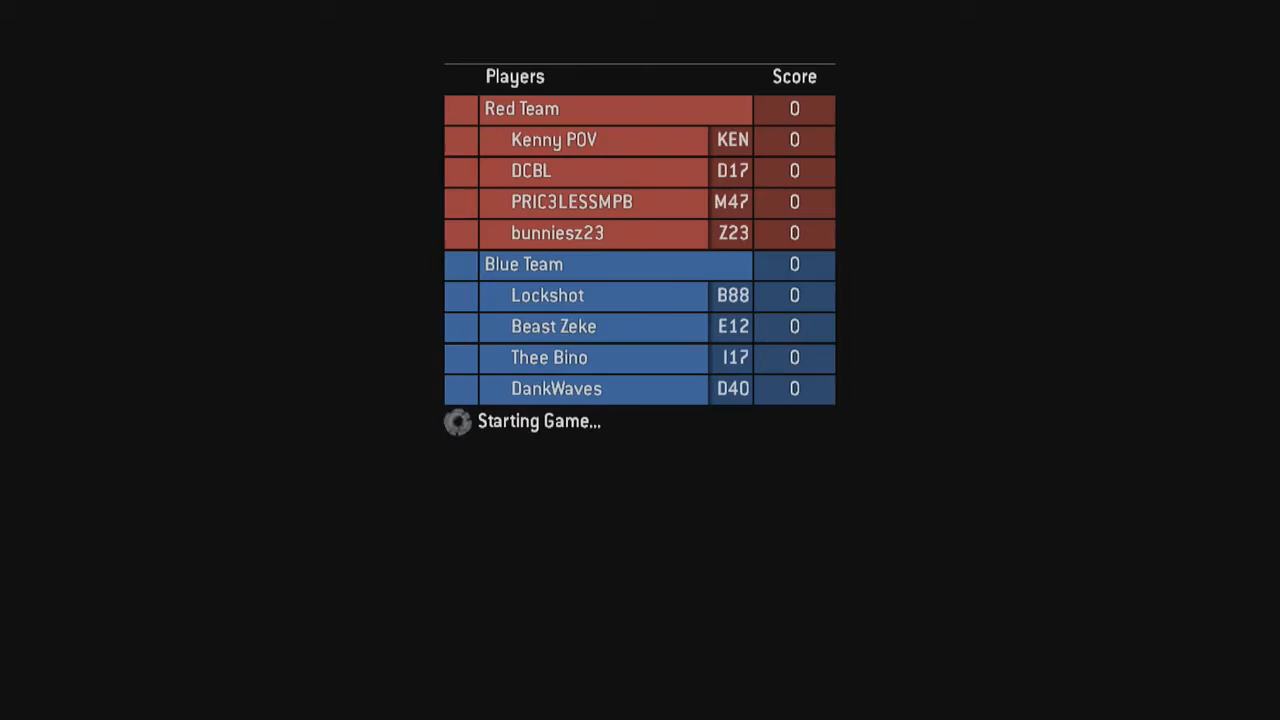 Players Score
Red Team 0
Kenny POV KEN 0
DCBL D17 0
PRIC3LESSMPB M47 0
bunniesz23 Z23 0
Blue Team 0
Lockshot B88 0
Beast Zeke E12 0
Thee Bino I17 0
DankWaves D40 0
Starting Game...